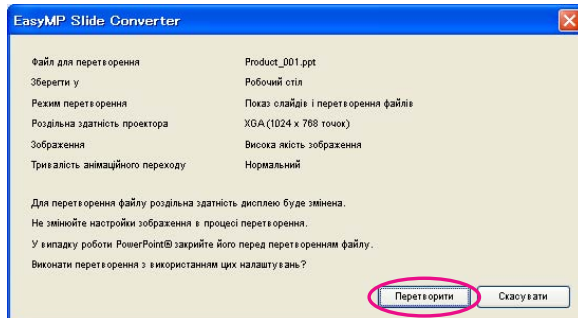 EasyMP Slide Converter
Файл для перетворення Product_001.ppt
Зберегти у Робочий стіл
Режим перетворення Показ слайдів і перетворення файлів
Роздільна здатність проектора XGA (1024 x 768 точок)
Зображення Висока якість зображення
Тривалість анімаційного переходу Нормальний
Для перетворення файлу роздільна здатність дисплею буде змінена.
Не змінюйте настройки зображення в процесі перетворення.
У випадку роботи PowerPoint® закрийте його перед перетворенням файлу.
Виконати перетворення з використанням цих налаштувань?
Перетворити Скасувати